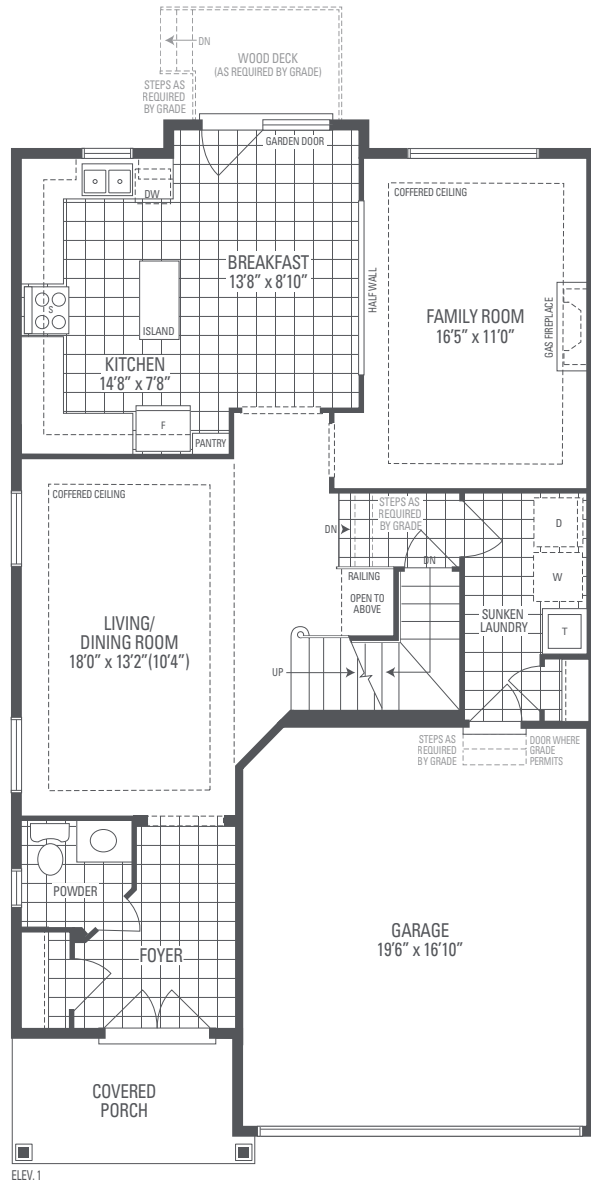 DN
WOOD DECK
(AS REQUIRED BY GRADE)
STEPS AS
REQUIRED
BY GRADE
GARDEN DOOR
DW
COFFERED CEILING
BREAKFAST
13'8" x 8'10"
HALF WALL
S
ISLAND
FAMILY ROOM
16'5" x 11'0"
GAS FIREPLACE
KITCHEN
14'8" x 7'8"
F
PANTRY
COFFERED CEILING
STEPS AS
REQUIRED
BY GRADE
DN
DN
D
RAILING
W
OPEN TO
ABOVE
SUNKEN
LAUNDRY
T
LIVING/
DINING ROOM
18'0" x 13'2"(10'4")
UP
STEPS AS
REQUIRED
BY GRADE
DOOR WHERE
GRADE
PERMITS
POWDER
FOYER
GARAGE
19'6" x 16'10"
COVERED
PORCH
ELEV. 1